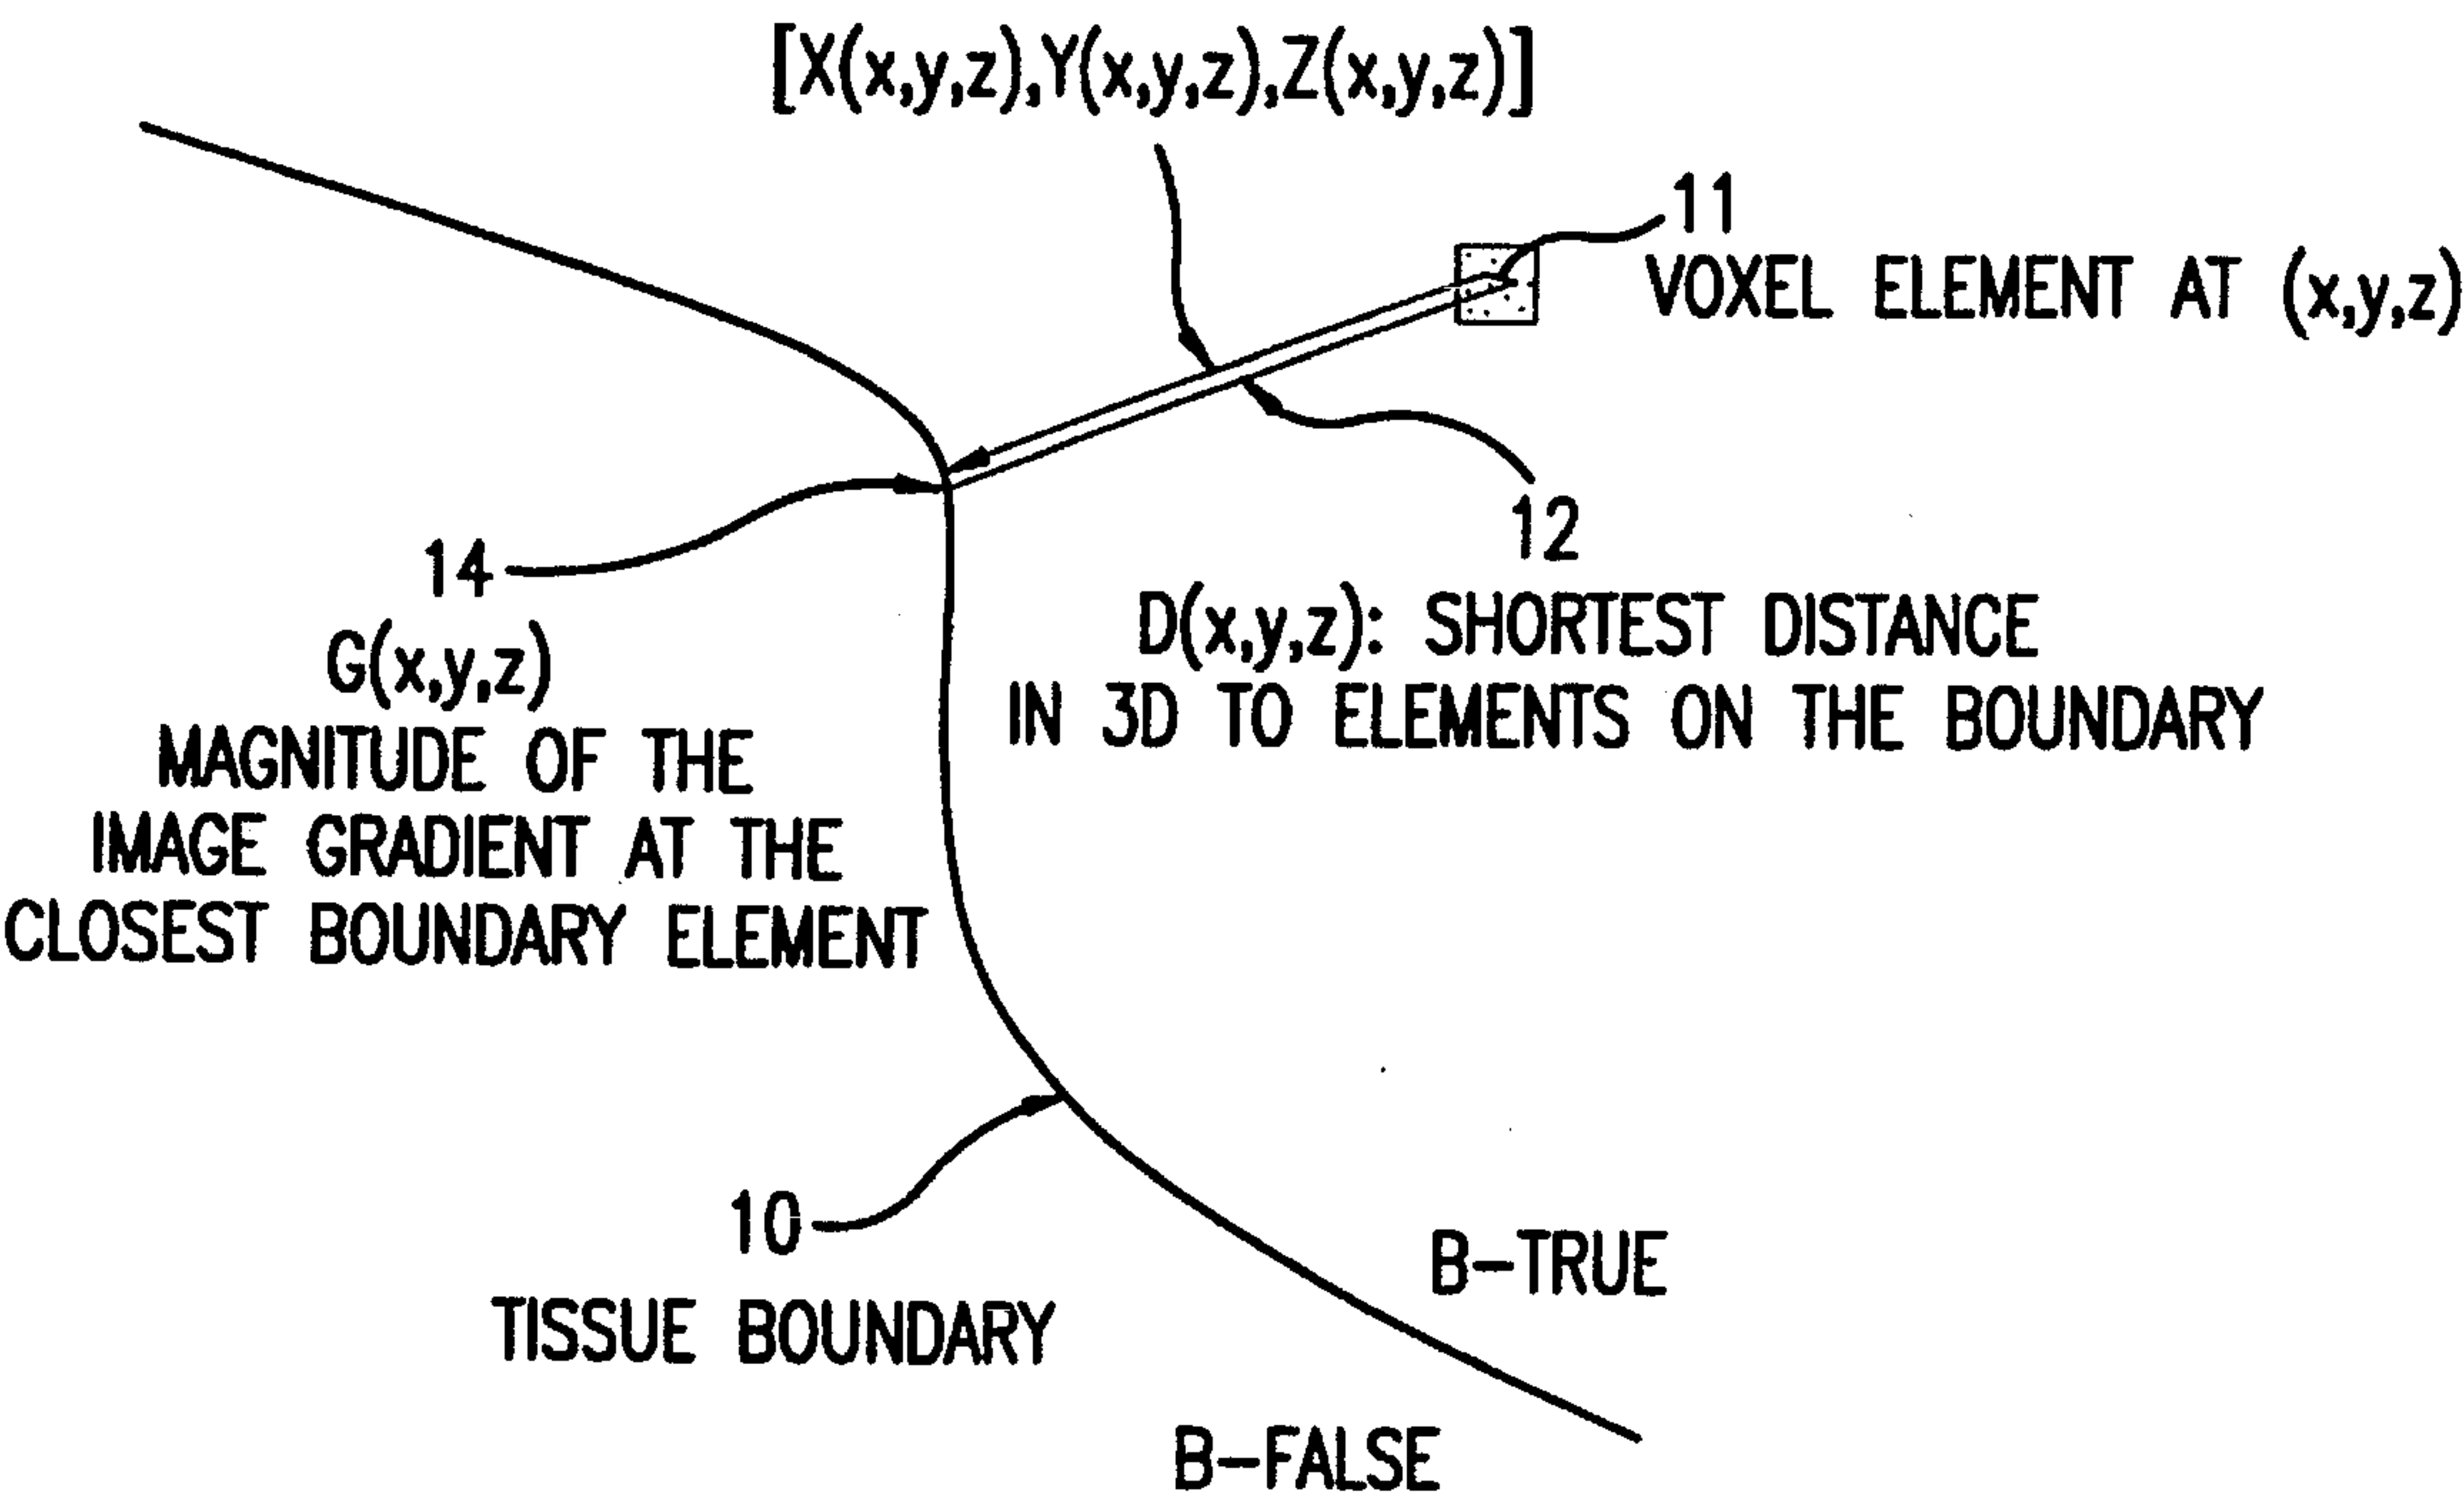 [X(x,y,z),Y(x,y,z),Z(x,y,z)]
11
VOXEL ELEMENT AT (x,y,z)
12
D(x,y,z): SHORTEST DISTANCE
IN 3D TO ELEMENTS ON THE BOUNDARY
14
G(x,y,z)
MAGNITUDE OF THE
IMAGE GRADIENT AT THE
CLOSEST BOUNDARY ELEMENT
10
TISSUE BOUNDARY
B-TRUE
B-FALSE